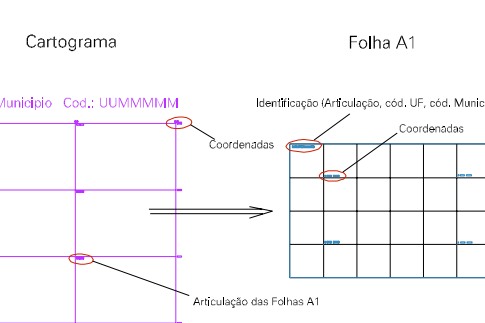 Cartograma
Folha A1
Municipio Cod.: UUMMMMM
Identificação (Articulação, cód. UF, cód. Munic
Coordenadas
Coordenadas
Articulação das Folhas A1